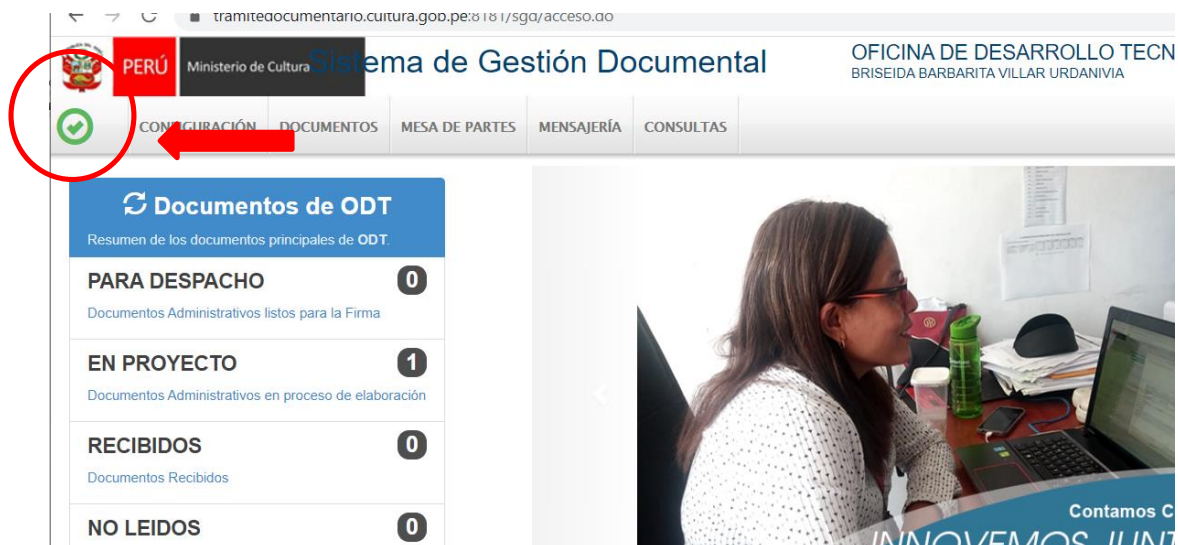 tramitedocumentario.cultura.gob.pe:8181/sgd/acceso.do
PERÚ Ministerio de Cultura
Sistema de Gestión Documental
OFICINA DE DESARROLLO TECN
BRISEIDA BARBARITA VILLAR URDANIVIA
CONFIGURACIÓN DOCUMENTOS MESA DE PARTES MENSAJERÍA CONSULTAS
Documentos de ODT
Resumen de los documentos principales de ODT.
PARA DESPACHO 0
Documentos Administrativos listos para la Firma
EN PROYECTO 1
Documentos Administrativos en proceso de elaboración
RECIBIDOS 0
Documentos Recibidos
NO LEIDOS 0
Contamos C
INNOVEMOS JUNT